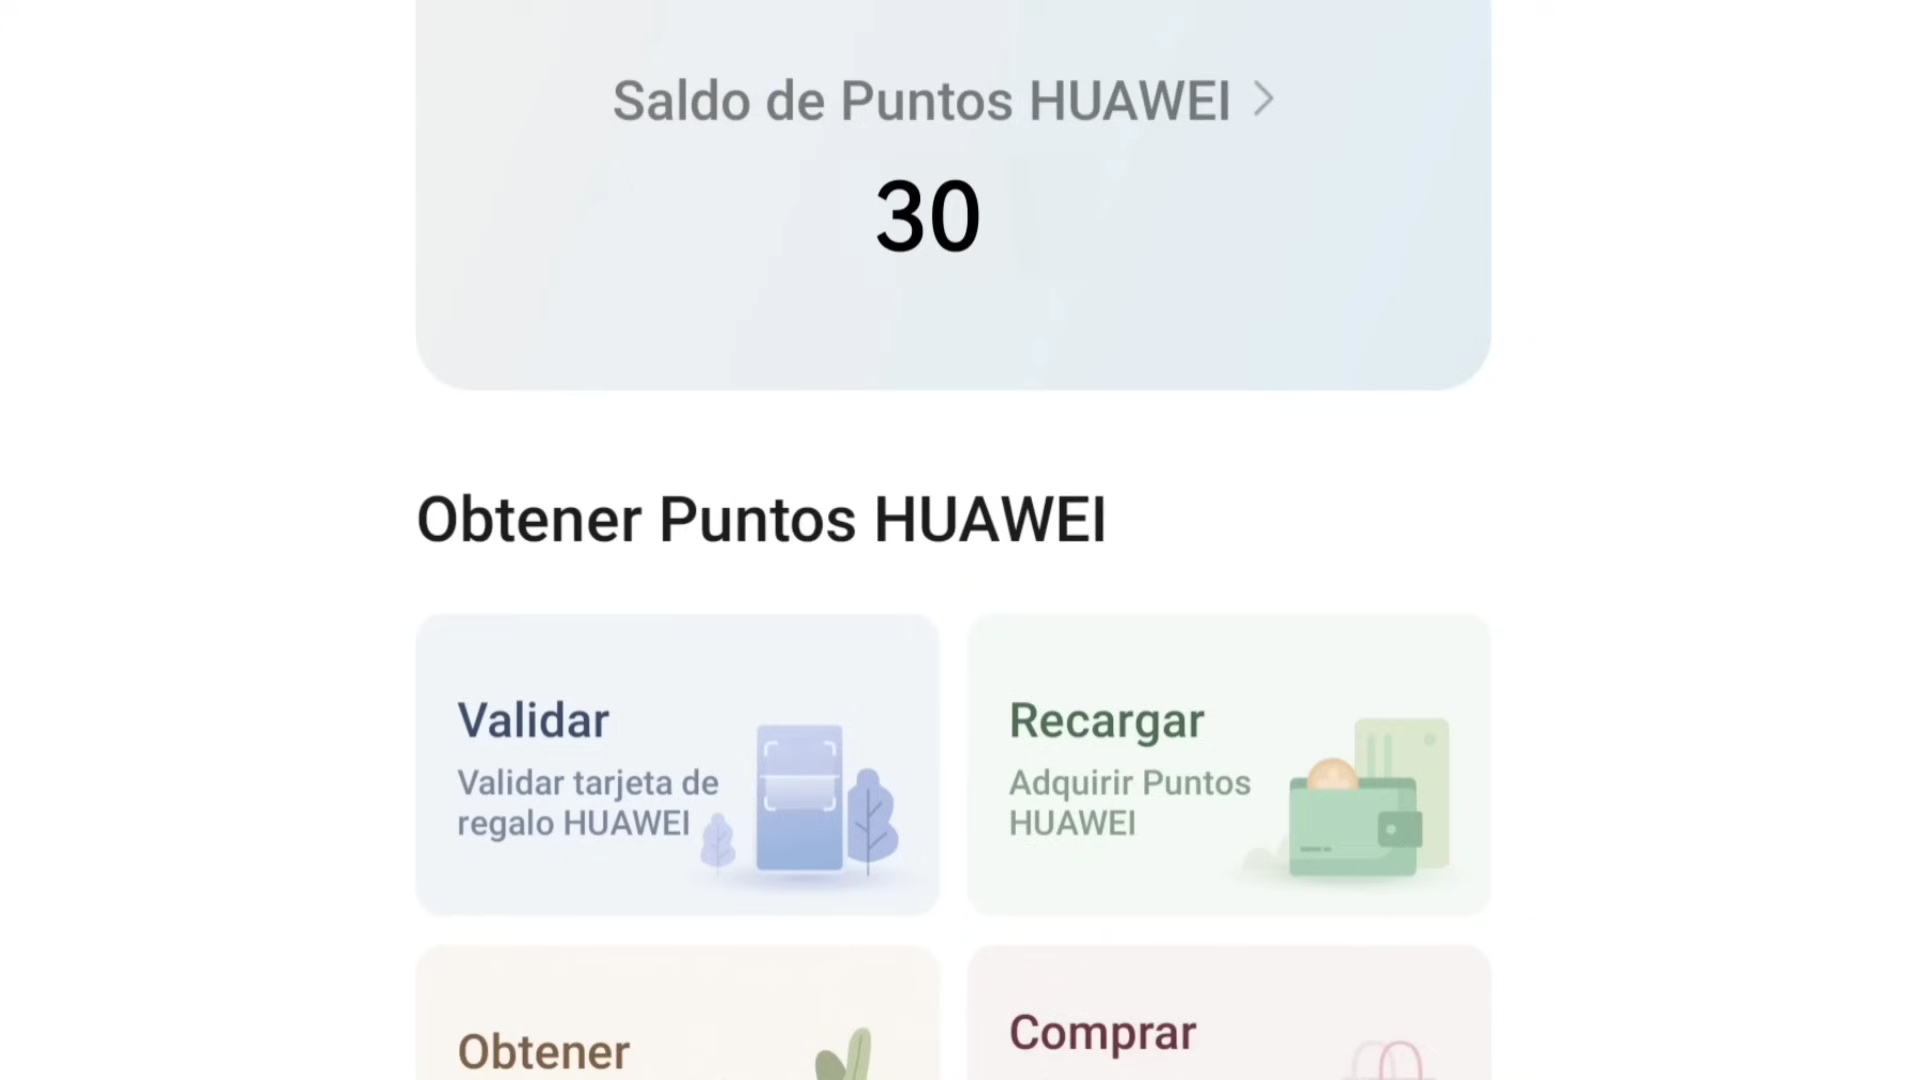 Saldo de Puntos HUAWEI
30
Obtener Puntos HUAWEI
Validar
Validar tarjeta de
regalo HUAWEI
Recargar
Adquirir Puntos
HUAWEI
Obtener
Comprar